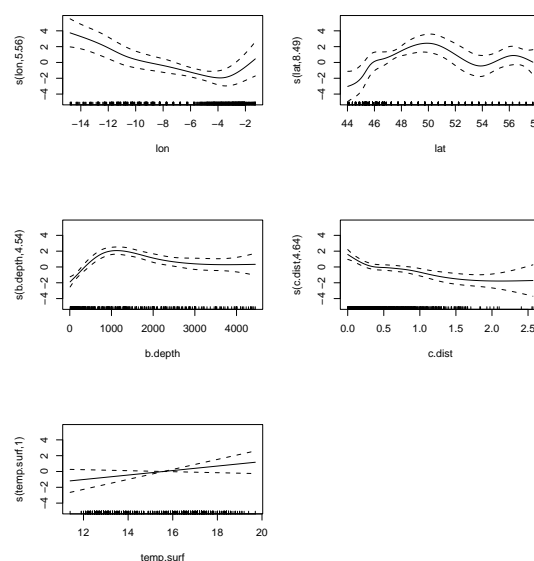 s(lon,5.56)
4
2
0
−2
−4
−14 −12 −10 −8 −6 −4 −2
lon
s(lat,8.49)
4
2
0
−2
−4
44 46 48 50 52 54 56
lat
s(b.depth,4.54)
4
2
0
−2
−4
0 1000 2000 3000 4000
b.depth
s(c.dist,4.64)
4
2
0
−2
−4
0.0 0.5 1.0 1.5 2.0 2.5
c.dist
s(temp.surf,1)
4
2
0
−2
−4
12 14 16 18 20
temp.surf